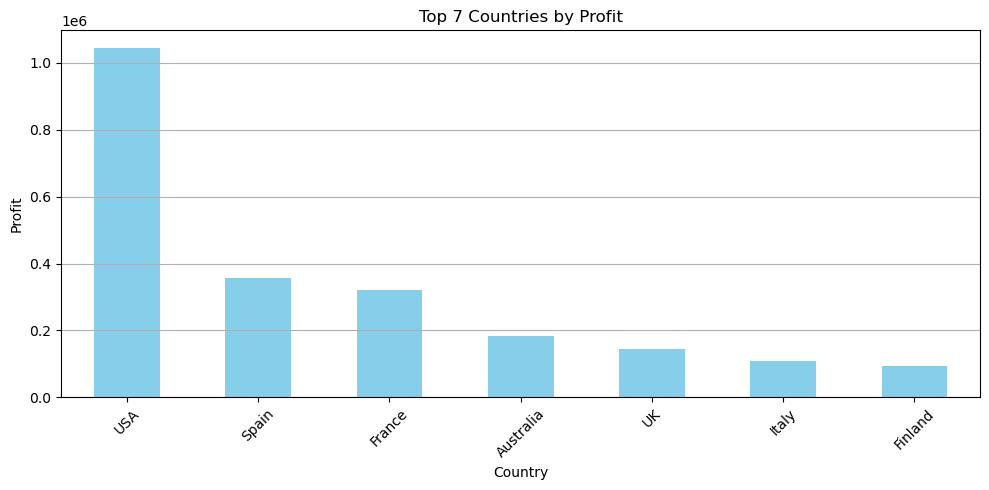 Top 7 Countries by Profit
1e6
1.0
0.8
0.6
0.4
0.2
0.0
Profit
USA
Spain
France
Australia
UK
Italy
Finland
Country